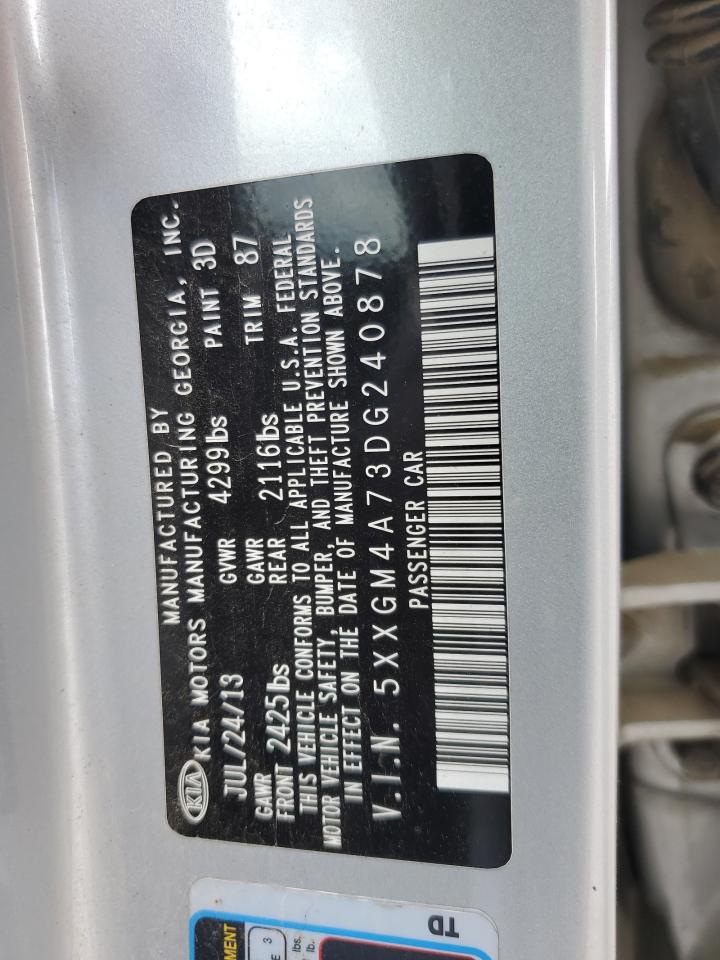 MANUFACTURED BY
KIA KIA MOTORS MANUFACTURING GEORGIA, INC.
JUL/24/13 GVWR 4299lbs PAINT 3D
GAWR FRONT 2425lbs GAWR REAR 2116lbs TRIM 87
THIS VEHICLE CONFORMS TO ALL APPLICABLE U.S.A. FEDERAL
MOTOR VEHICLE SAFETY, BUMPER, AND THEFT PREVENTION STANDARDS
IN EFFECT ON THE DATE OF MANUFACTURE SHOWN ABOVE.
V.I.N. 5XXGM4A73DG240878
PASSENGER CAR
3
lbs.
TD